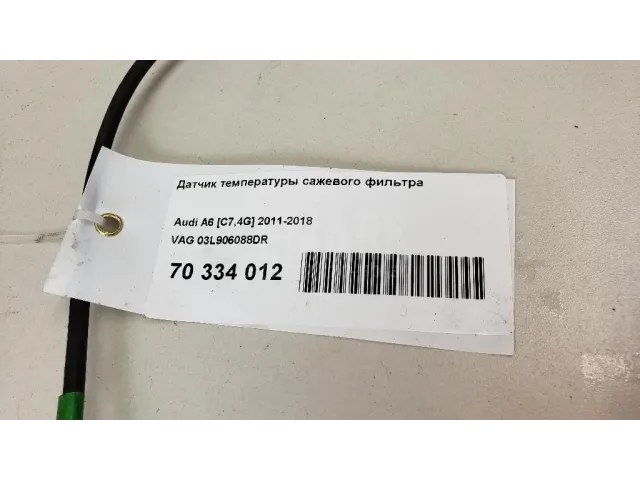 Датчик температуры сажевого фильтра
Audi A6 [C7,4G] 2011-2018
VAG 03L906088DR
70 334 012